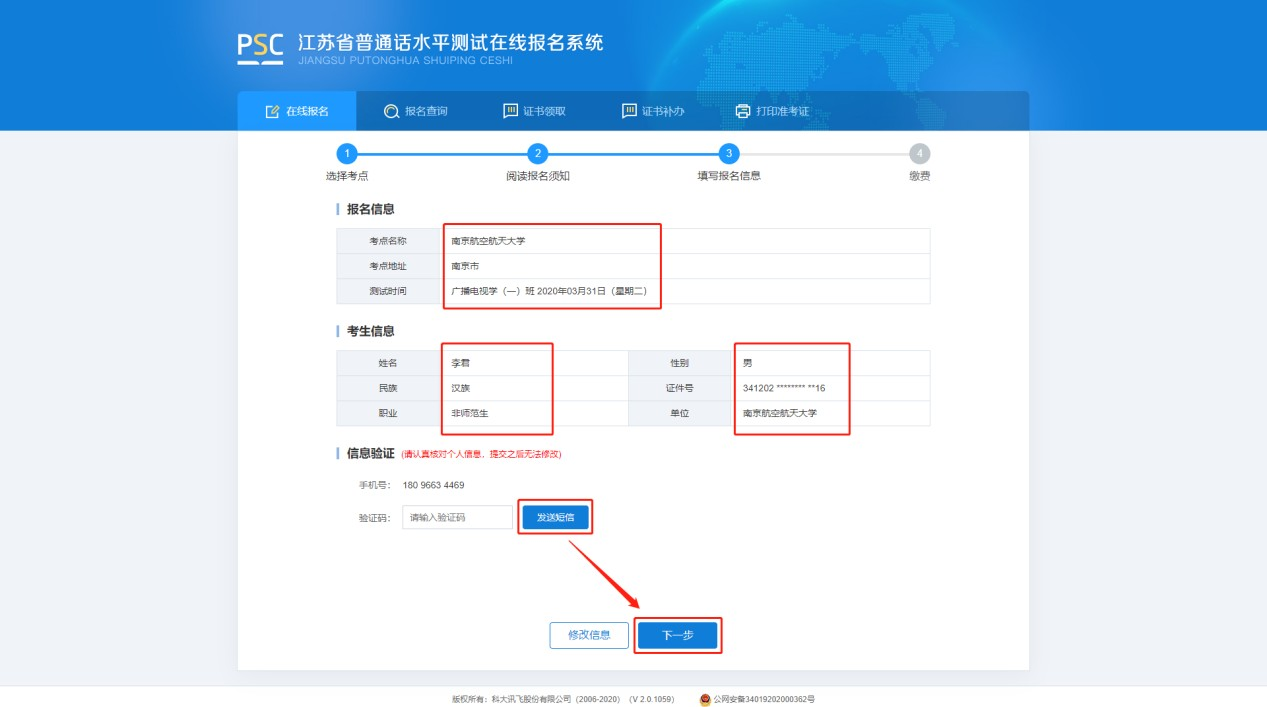 PSC 江苏省普通话水平测试在线报名系统
JIANGSU PUTONGHUA SHUIPING CESHI
在线报名 报名查询 证书领取 证书补办 打印准考证
1 2 3 4
选择考点 阅读报名须知 填写报名信息 缴费
报名信息
考点名称 南京航空航天大学
考点地址 南京市
测试时间 广播电视学（一）班 2020年03月31日（星期二）
考生信息
姓名 李君 性别 男
民族 汉族 证件号 341202 ******** **16
职业 非师范生 单位 南京航空航天大学
信息验证 (请认真核对个人信息，提交之后无法修改)
手机号： 180 9663 4469
验证码： 请输入验证码 发送短信
修改信息 下一步
版权所有：科大讯飞股份有限公司（2006-2020）（V 2.0.1059） 公网安备34019202000362号